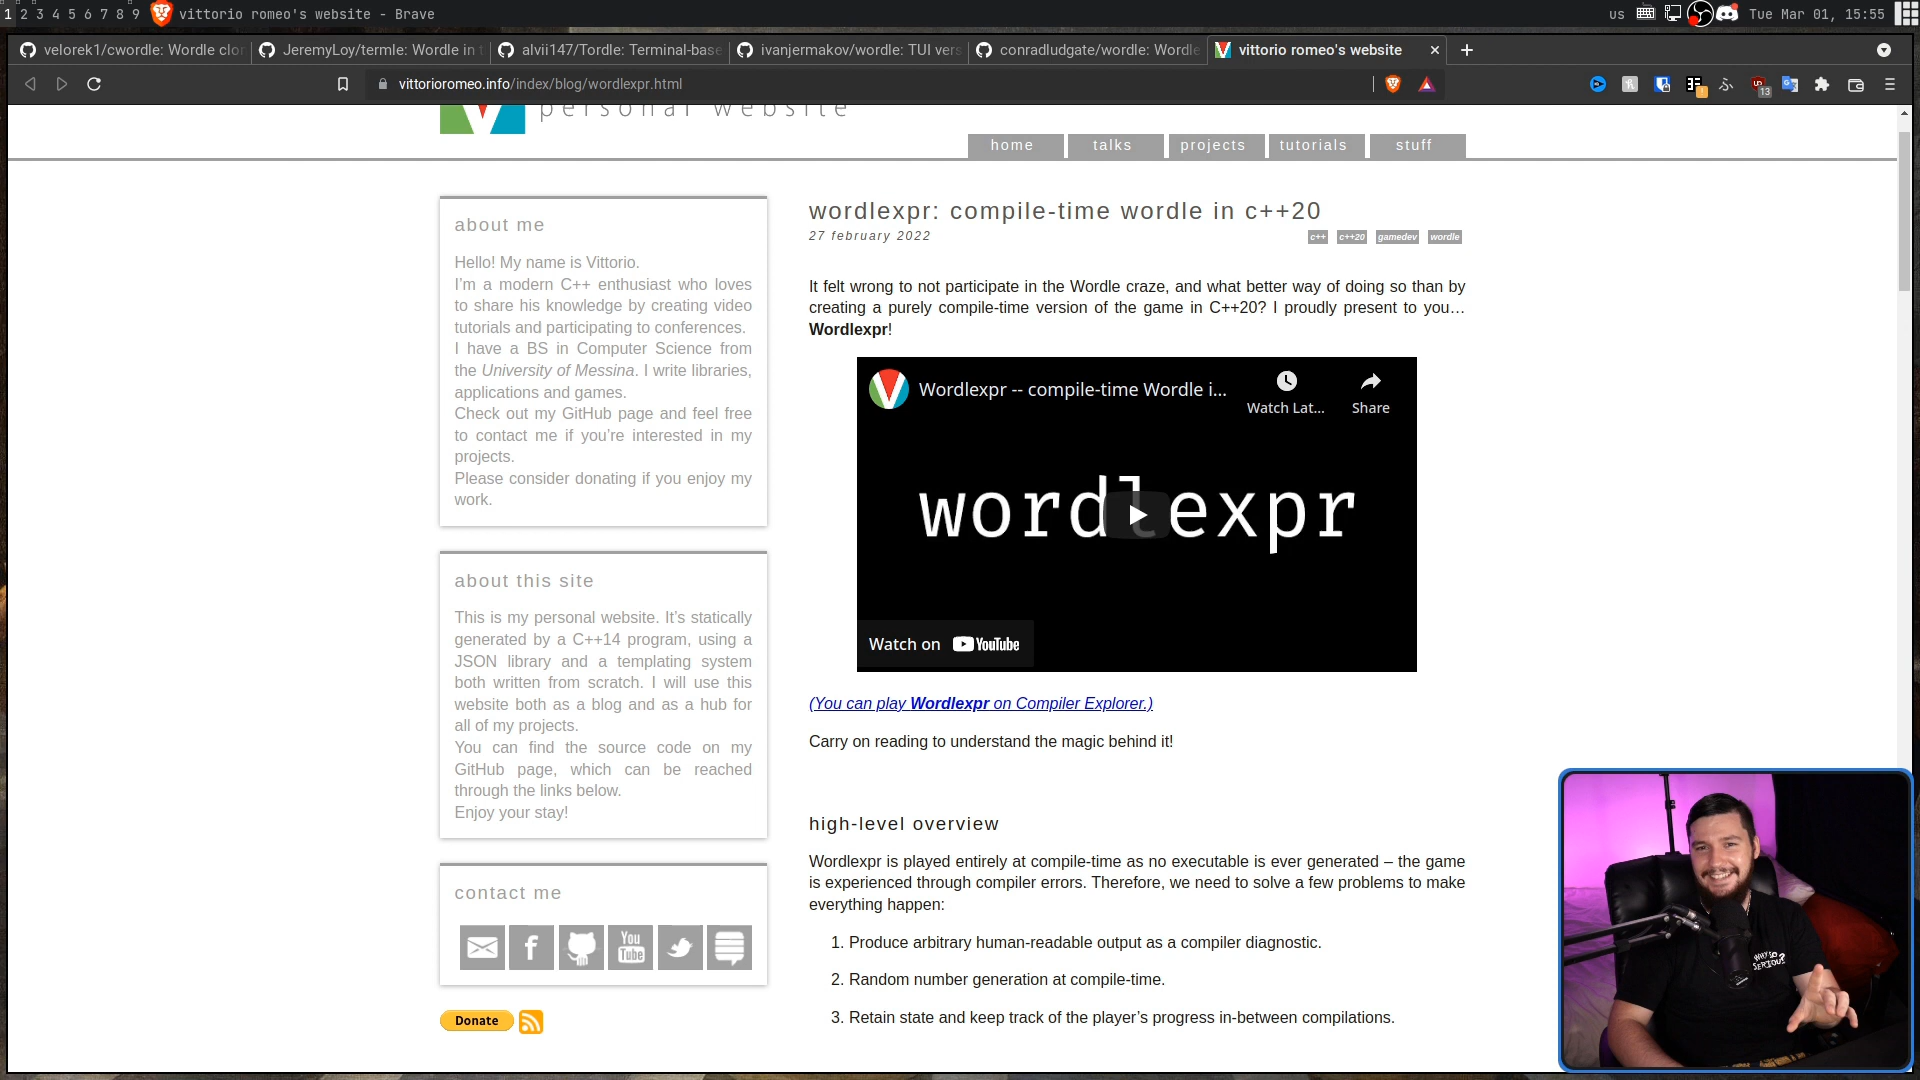 1 2 3 4 5 6 7 8 9 vittorio romeo's website - Brave
us Tue Mar 01, 15:55
velorek1/cwordle: Wordle clon
JeremyLoy/termle: Wordle in t
alvii147/Tordle: Terminal-base
ivanjermakov/wordle: TUI vers
conradludgate/wordle: Wordle
vittorio romeo's website
vittorioromeo.info/index/blog/wordlexpr.html
13
personal website
home
talks
projects
tutorials
stuff
about me
Hello! My name is Vittorio.
I'm a modern C++ enthusiast who loves
to share his knowledge by creating video
tutorials and participating to conferences.
I have a BS in Computer Science from
the University of Messina. I write libraries,
applications and games.
Check out my GitHub page and feel free
to contact me if you're interested in my
projects.
Please consider donating if you enjoy my
work.
about this site
This is my personal website. It's statically
generated by a C++14 program, using a
JSON library and a templating system
both written from scratch. I will use this
website both as a blog and as a hub for
all of my projects.
You can find the source code on my
GitHub page, which can be reached
through the links below.
Enjoy your stay!
contact me
You
Tube
Donate
wordlexpr: compile-time wordle in c++20
27 february 2022
c++ c++20 gamedev wordle
It felt wrong to not participate in the Wordle craze, and what better way of doing so than by
creating a purely compile-time version of the game in C++20? I proudly present to you…
Wordlexpr!
Wordlexpr -- compile-time Wordle i...
Watch Lat...
Share
wordlexpr
Watch on YouTube
(You can play Wordlexpr on Compiler Explorer.)
Carry on reading to understand the magic behind it!
high-level overview
Wordlexpr is played entirely at compile-time as no executable is ever generated – the game
is experienced through compiler errors. Therefore, we need to solve a few problems to make
everything happen:
1. Produce arbitrary human-readable output as a compiler diagnostic.
2. Random number generation at compile-time.
3. Retain state and keep track of the player's progress in-between compilations.
WHY SO
SERIOUS?